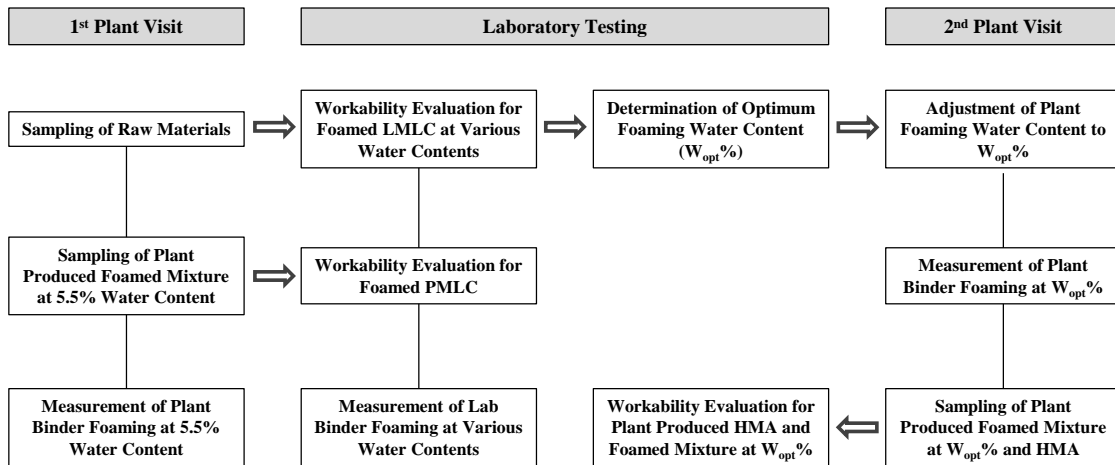 1st Plant Visit
Laboratory Testing
2nd Plant Visit
Sampling of Raw Materials
Workability Evaluation for
Foamed LMLC at Various
Water Contents
Determination of Optimum
Foaming Water Content
(Wopt%)
Adjustment of Plant
Foaming Water Content to
Wopt%
Sampling of Plant
Produced Foamed Mixture
at 5.5% Water Content
Workability Evaluation for
Foamed PMLC
Measurement of Plant
Binder Foaming at Wopt%
Measurement of Plant
Binder Foaming at 5.5%
Water Content
Measurement of Lab
Binder Foaming at Various
Water Contents
Workability Evaluation for
Plant Produced HMA and
Foamed Mixture at Wopt%
Sampling of Plant
Produced Foamed Mixture
at Wopt% and HMA